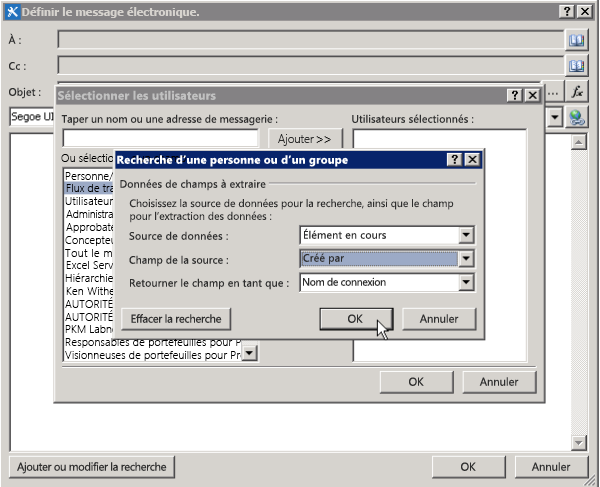 Définir le message électronique.
À :
Cc :
Objet :
Segoe UI
Sélectionner les utilisateurs
Taper un nom ou une adresse de messagerie :
Utilisateurs sélectionnés :
Ajouter >>
Ou sélectio
Personne/
Flux de tra
Utilisateur
Administra
Approbate
Concepteu
Tout le m
Excel Serv
Hiérarchie
Ken Withe
AUTORITÉ
AUTORITÉ
PKM Labn
Responsables de portefeuilles pour P
Visionneuses de portefeuilles pour Pr
Recherche d'une personne ou d'un groupe
Données de champs à extraire
Choisissez la source de données pour la recherche, ainsi que le champ
pour l'extraction des données :
Source de données : Élément en cours
Champ de la source : Créé par
Retourner le champ en tant que : Nom de connexion
Effacer la recherche OK Annuler
OK Annuler
Ajouter ou modifier la recherche OK Annuler